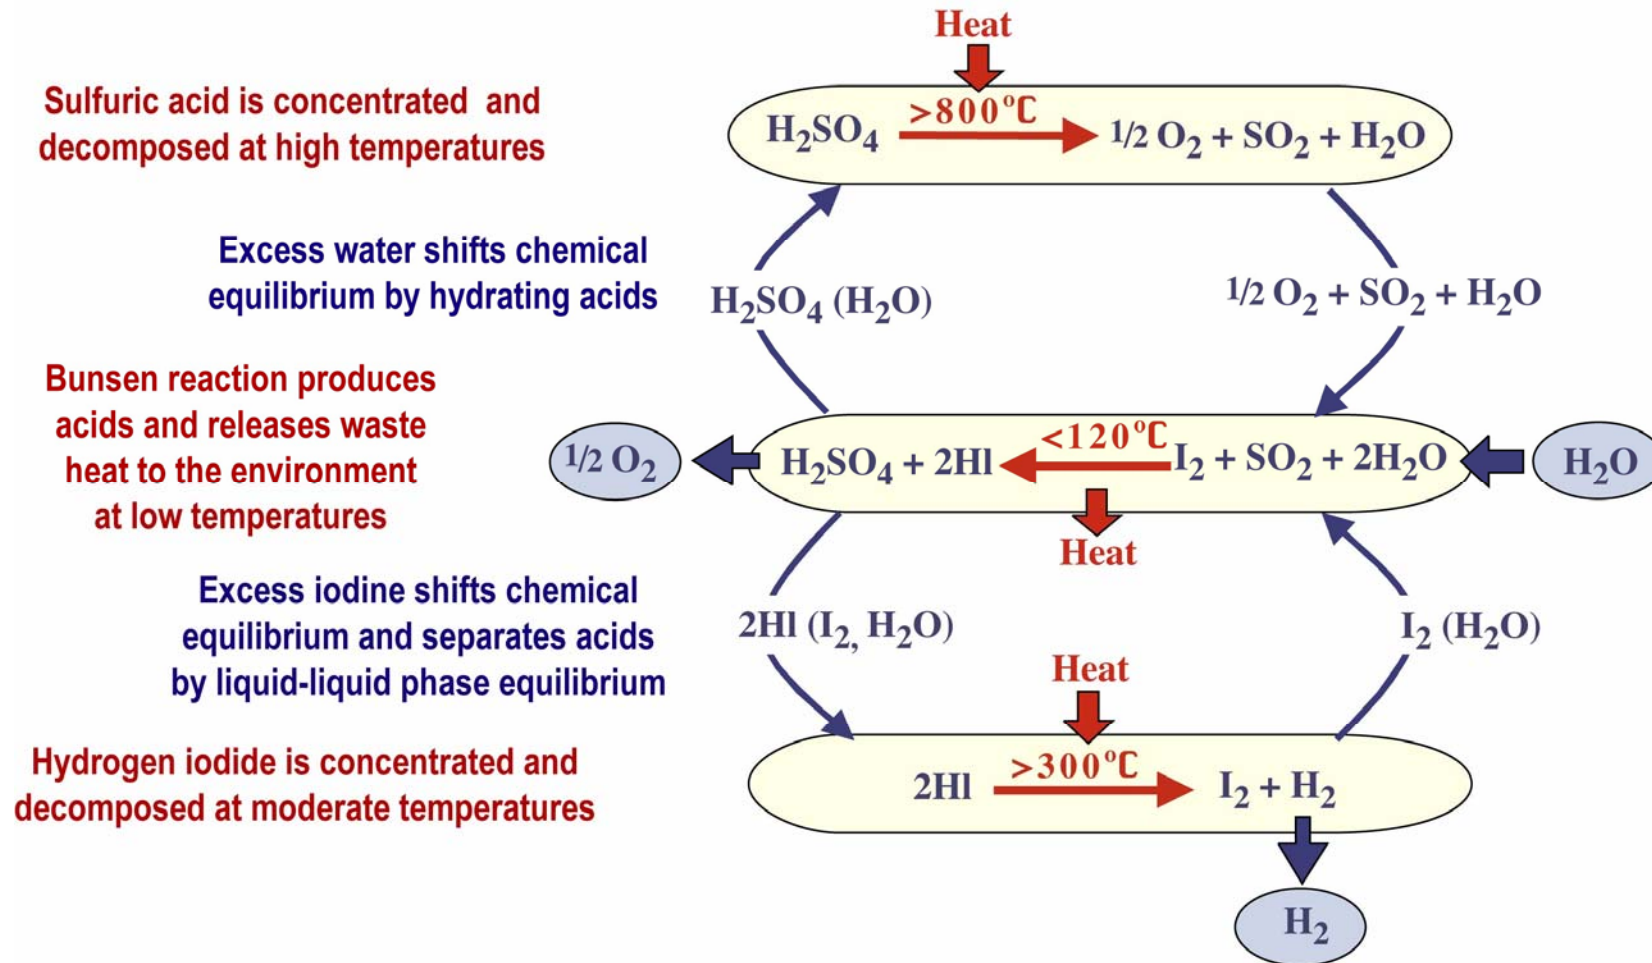 Heat
Sulfuric acid is concentrated and
decomposed at high temperatures
>800°C
H₂SO₄ ½ O₂ + SO₂ + H₂O
Excess water shifts chemical
equilibrium by hydrating acids
H₂SO₄ (H₂O)
½ O₂ + SO₂ + H₂O
Bunsen reaction produces
acids and releases waste
heat to the environment
at low temperatures
½ O₂
<120°C
H₂SO₄ + 2HI I₂ + SO₂ + 2H₂O
H₂O
Heat
Excess iodine shifts chemical
equilibrium and separates acids
by liquid-liquid phase equilibrium
2HI (I₂, H₂O)
I₂ (H₂O)
Heat
Hydrogen iodide is concentrated and
decomposed at moderate temperatures
>300°C
2HI I₂ + H₂
H₂